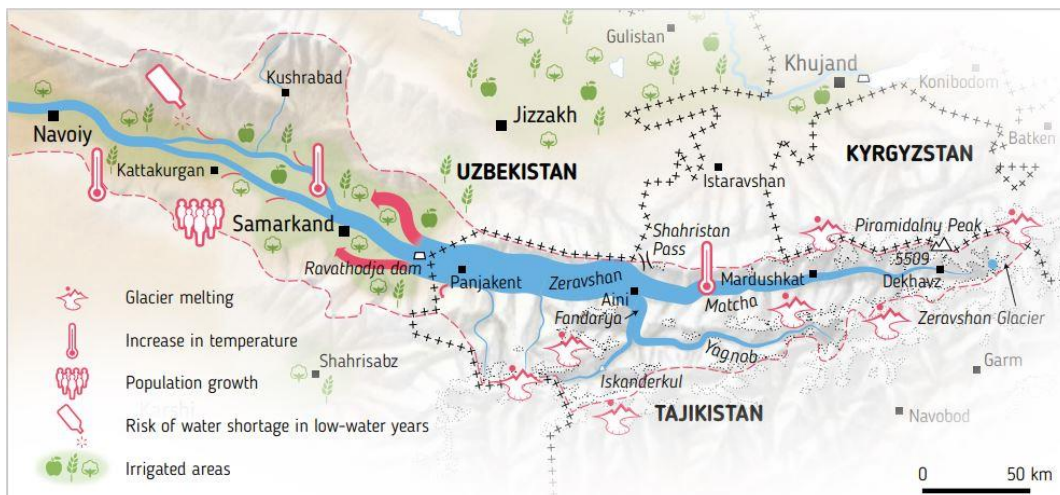 Gulistan
Khujand
Konibodom
Kushrabad
Jizzakh
Batken
Navoiy
KYRGYZSTAN
Kattakurgan
UZBEKISTAN
Istaravshan
Samarkand
Shahristan
Pass
Piramidalny Peak
5509
Ravathodja dam
Panjakent
Zeravshan
Mardushkat
Dekhavz
Aini
Matcha
Fandarya
Zeravshan Glacier
Yagnob
Garm
Iskanderkul
Shahrisabz
TAJIKISTAN
Navobod
Glacier melting
Increase in temperature
Population growth
Risk of water shortage in low-water years
Irrigated areas
0 50 km